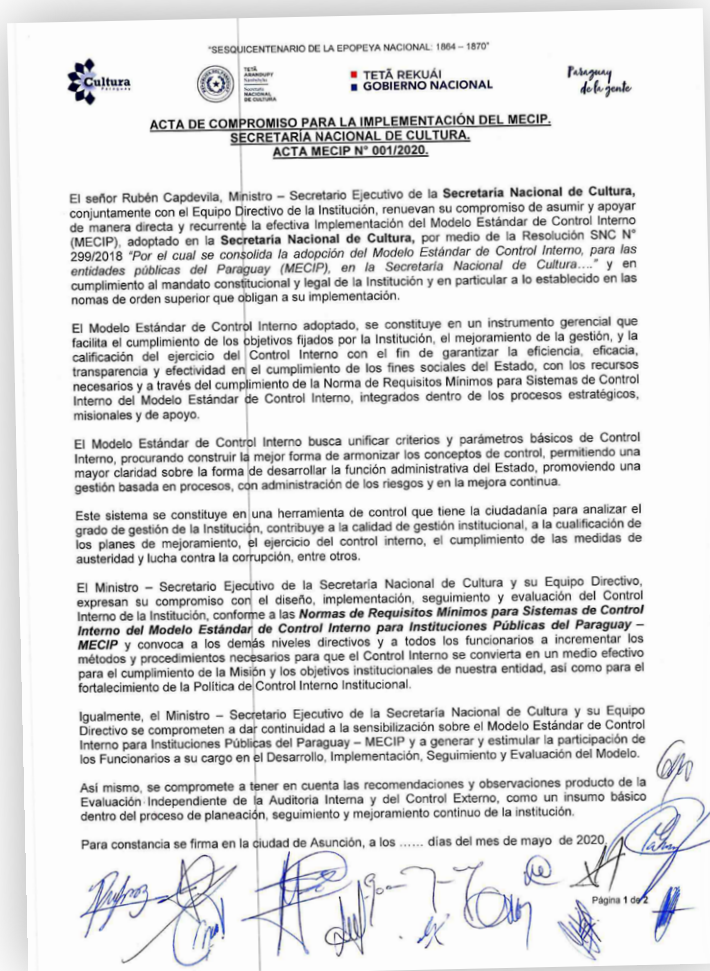 "SESQUICENTENARIO DE LA EPOPEYA NACIONAL: 1864 – 1870"
Cultura
Paraguay
TETÃ
ARANDUPY
SECRETARÍA
NACIONAL
DE CULTURA
TETÃ REKUÁI
GOBIERNO NACIONAL
Paraguay
de la gente
ACTA DE COMPROMISO PARA LA IMPLEMENTACIÓN DEL MECIP.
SECRETARÍA NACIONAL DE CULTURA.
ACTA MECIP N° 001/2020.
El señor Rubén Capdevila, Ministro – Secretario Ejecutivo de la Secretaría Nacional de Cultura,
conjuntamente con el Equipo Directivo de la Institución, renuevan su compromiso de asumir y apoyar
de manera directa y recurrente la efectiva Implementación del Modelo Estándar de Control Interno
(MECIP), adoptado en la Secretaría Nacional de Cultura, por medio de la Resolución SNC N°
299/2018 "Por el cual se consolida la adopción del Modelo Estándar de Control Interno, para las
entidades públicas del Paraguay (MECIP), en la Secretaría Nacional de Cultura…." y en
cumplimiento al mandato constitucional y legal de la Institución y en particular a lo establecido en las
nomas de orden superior que obligan a su implementación.
El Modelo Estándar de Control Interno adoptado, se constituye en un instrumento gerencial que
facilita el cumplimiento de los objetivos fijados por la Institución, el mejoramiento de la gestión, y la
calificación del ejercicio del Control Interno con el fin de garantizar la eficiencia, eficacia,
transparencia y efectividad en el cumplimiento de los fines sociales del Estado, con los recursos
necesarios y a través del cumplimiento de la Norma de Requisitos Mínimos para Sistemas de Control
Interno del Modelo Estándar de Control Interno, integrados dentro de los procesos estratégicos,
misionales y de apoyo.
El Modelo Estándar de Control Interno busca unificar criterios y parámetros básicos de Control
Interno, procurando construir la mejor forma de armonizar los conceptos de control, permitiendo una
mayor claridad sobre la forma de desarrollar la función administrativa del Estado, promoviendo una
gestión basada en procesos, con administración de los riesgos y en la mejora continua.
Este sistema se constituye en una herramienta de control que tiene la ciudadanía para analizar el
grado de gestión de la Institución, contribuye a la calidad de gestión institucional, a la cualificación de
los planes de mejoramiento, el ejercicio del control interno, el cumplimiento de las medidas de
austeridad y lucha contra la corrupción, entre otros.
El Ministro – Secretario Ejecutivo de la Secretaría Nacional de Cultura y su Equipo Directivo,
expresan su compromiso con el diseño, implementación, seguimiento y evaluación del Control
Interno de la Institución, conforme a las Normas de Requisitos Mínimos para Sistemas de Control
Interno del Modelo Estándar de Control Interno para Instituciones Públicas del Paraguay –
MECIP y convoca a los demás niveles directivos y a todos los funcionarios a incrementar los
métodos y procedimientos necesarios para que el Control Interno se convierta en un medio efectivo
para el cumplimiento de la Misión y los objetivos institucionales de nuestra entidad, así como para el
fortalecimiento de la Política de Control Interno Institucional.
Igualmente, el Ministro – Secretario Ejecutivo de la Secretaría Nacional de Cultura y su Equipo
Directivo se comprometen a dar continuidad a la sensibilización sobre el Modelo Estándar de Control
Interno para Instituciones Públicas del Paraguay – MECIP y a generar y estimular la participación de
los Funcionarios a su cargo en el Desarrollo, Implementación, Seguimiento y Evaluación del Modelo.
Así mismo, se compromete a tener en cuenta las recomendaciones y observaciones producto de la
Evaluación Independiente de la Auditoria Interna y del Control Externo, como un insumo básico
dentro del proceso de planeación, seguimiento y mejoramiento continuo de la institución.
Para constancia se firma en la ciudad de Asunción, a los …... días del mes de mayo de 2020.
Página 1 de 2